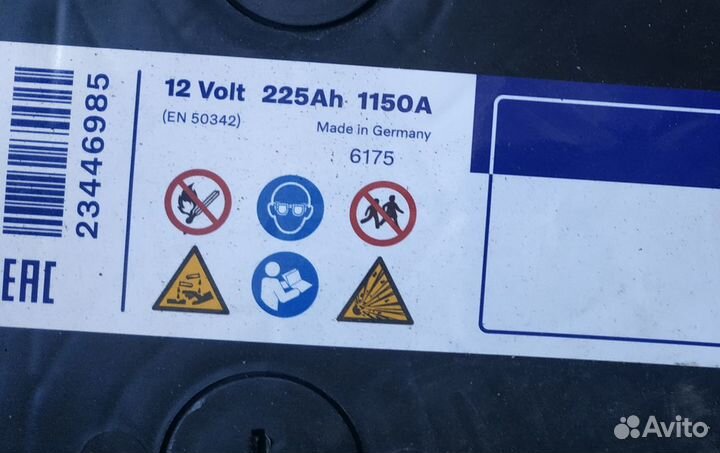 23446985
EAC
12 Volt 225Ah 1150A
(EN 50342)
Made in Germany
6175
Avito